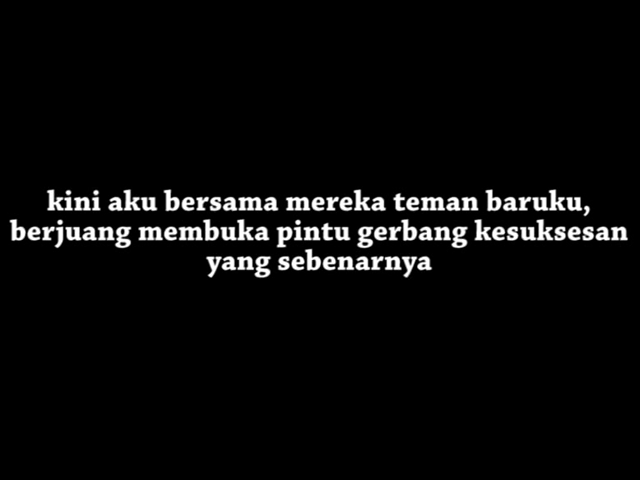 kini aku bersama mereka teman baruku,
berjuang membuka pintu gerbang kesuksesan
yang sebenarnya